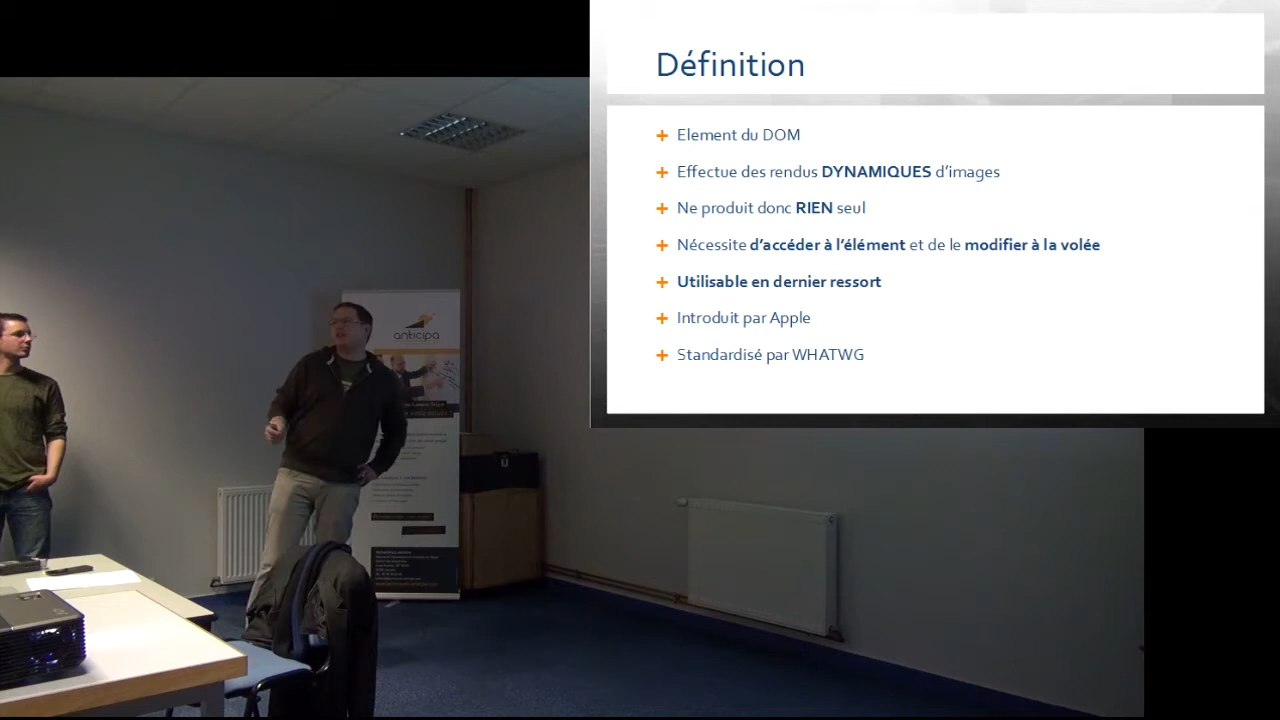 Définition
Element du DOM
Effectue des rendus DYNAMIQUES d’images
Ne produit donc RIEN seul
Nécessite d’accéder à l’élément et de le modifier à la volée
Utilisable en dernier ressort
Introduit par Apple
Standardisé par WHATWG
anticipa